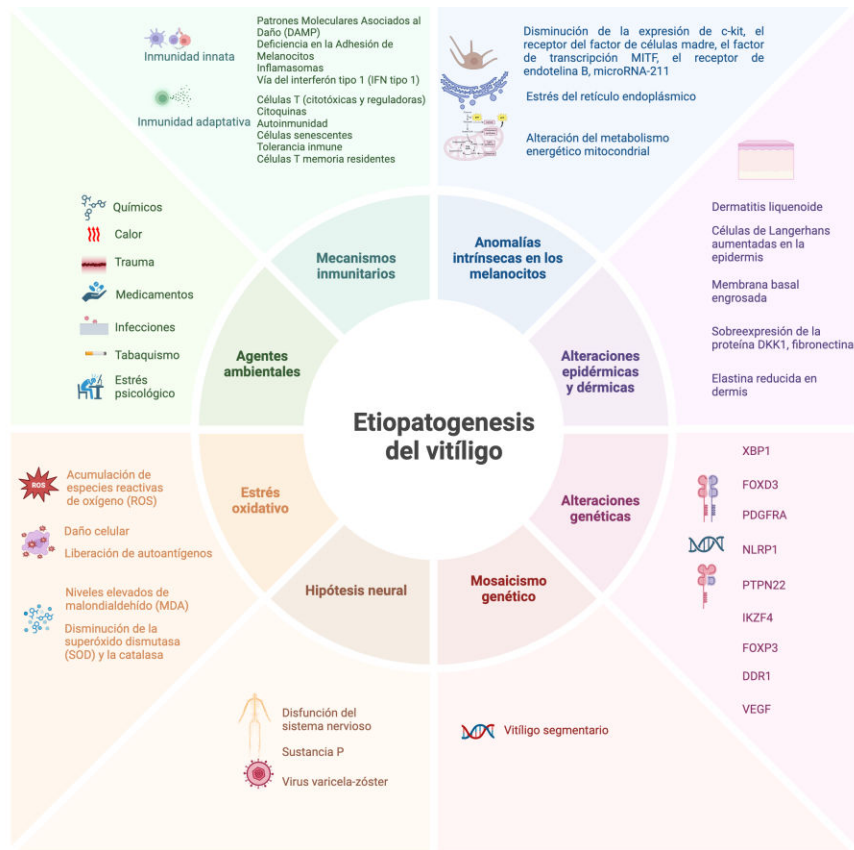 Etiopatogenesis
del vitíligo
Mecanismos
inmunitarios
Inmunidad innata
Patrones Moleculares Asociados al
Daño (DAMP)
Deficiencia en la Adhesión de
Melanocitos
Inflamasomas
Vía del interferón tipo 1 (IFN tipo 1)
Inmunidad adaptativa
Células T (citotóxicas y reguladoras)
Citoquinas
Autoinmunidad
Células senescentes
Tolerancia inmune
Células T memoria residentes
Anomalías
intrínsecas en los
melanocitos
Disminución de la expresión de c-kit, el
receptor del factor de células madre, el factor
de transcripción MITF, el receptor de
endotelina B, microRNA-211
Estrés del retículo endoplásmico
Alteración del metabolismo
energético mitocondrial
Alteraciones
epidérmicas
y dérmicas
Dermatitis liquenoide
Células de Langerhans
aumentadas en la
epidermis
Membrana basal
engrosada
Sobreexpresión de la
proteína DKK1, fibronectina
Elastina reducida en
dermis
Alteraciones
genéticas
XBP1
FOXD3
PDGFRA
NLRP1
PTPN22
IKZF4
FOXP3
DDR1
VEGF
Mosaicismo
genético
Vitíligo segmentario
Hipótesis neural
Disfunción del
sistema nervioso
Sustancia P
Virus varicela-zóster
Estrés
oxidativo
ROS
Acumulación de
especies reactivas
de oxígeno (ROS)
Daño celular
Liberación de autoantígenos
Niveles elevados de
malondialdehído (MDA)
Disminución de la
superóxido dismutasa
(SOD) y la catalasa
Agentes
ambientales
Químicos
Calor
Trauma
Medicamentos
Infecciones
Tabaquismo
Estrés
psicológico